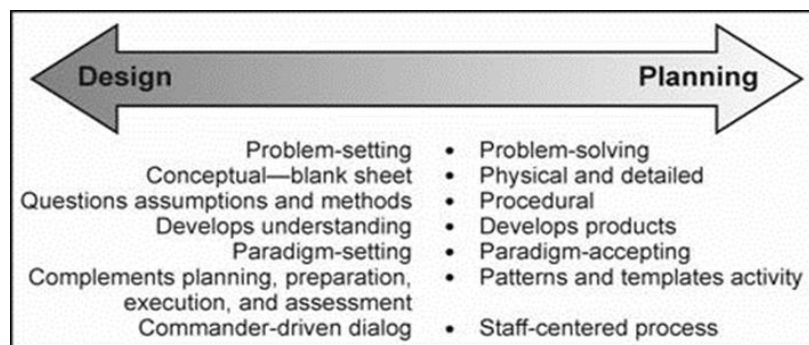 Design Planning
Problem-setting • Problem-solving
Conceptual—blank sheet • Physical and detailed
Questions assumptions and methods • Procedural
Develops understanding • Develops products
Paradigm-setting • Paradigm-accepting
Complements planning, preparation, • Patterns and templates activity
execution, and assessment
Commander-driven dialog • Staff-centered process